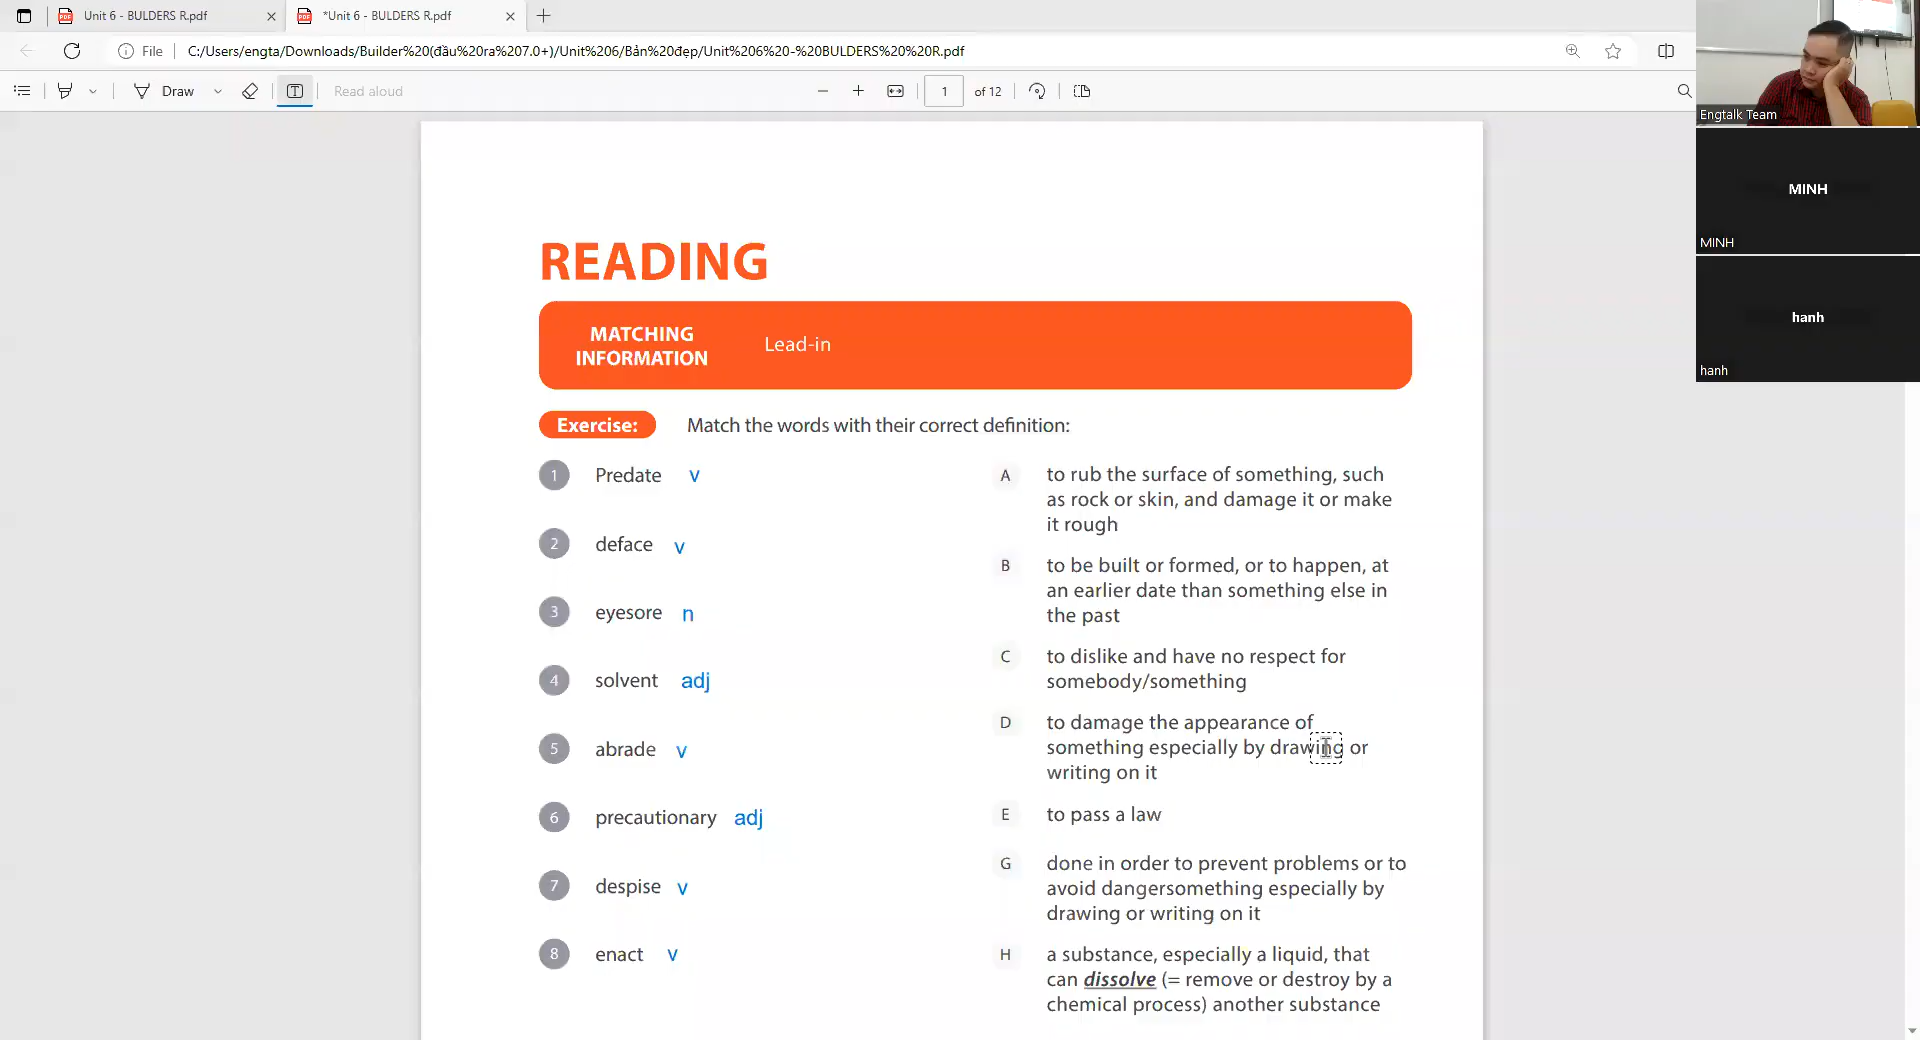 Unit 6 - BULDERS R.pdf
*Unit 6 - BULDERS R.pdf
File
C:/Users/engta/Downloads/Builder%20(đầu%20ra%207.0+)/Unit%206/Bản%20đẹp/Unit%206%20-%20BULDERS%20%20R.pdf
Draw
Read aloud
1 of 12
Engtalk Team
MINH
MINH
hanh
hanh
READING
MATCHING
INFORMATION
Lead-in
Exercise: Match the words with their correct definition:
1 Predate v
2 deface v
3 eyesore n
4 solvent adj
5 abrade v
6 precautionary adj
7 despise v
8 enact v
A to rub the surface of something, such
as rock or skin, and damage it or make
it rough
B to be built or formed, or to happen, at
an earlier date than something else in
the past
C to dislike and have no respect for
somebody/something
D to damage the appearance of
something especially by drawing or
writing on it
E to pass a law
G done in order to prevent problems or to
avoid dangersomething especially by
drawing or writing on it
H a substance, especially a liquid, that
can dissolve (= remove or destroy by a
chemical process) another substance